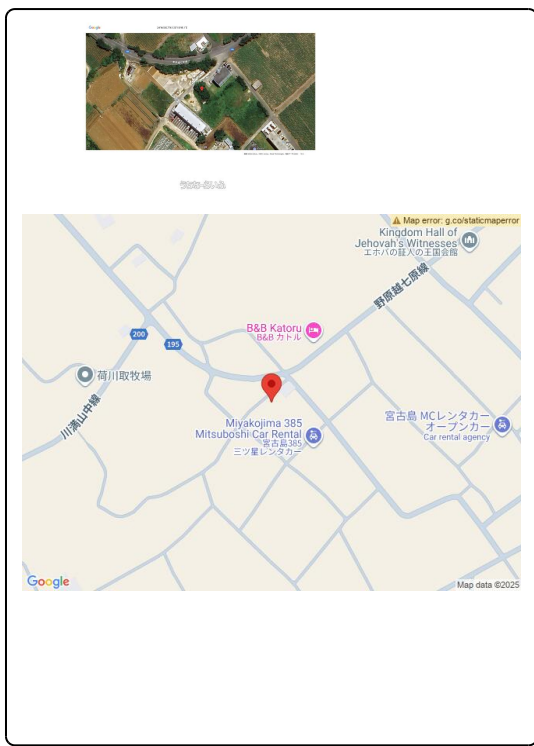 Google
Map error: g.co/staticmaperror
Kingdom Hall of
Jehovah's Witnesses
エホバの証人の王国会館
野原越七原線
B&B Katoru
B&B カトル
200
195
荷川取牧場
川満山中線
Miyakojima 385
Mitsuboshi Car Rental
宮古島385
三ツ星レンタカー
宮古島 MCレンタカー
オープンカー
Car rental agency
Google
Map data ©2025